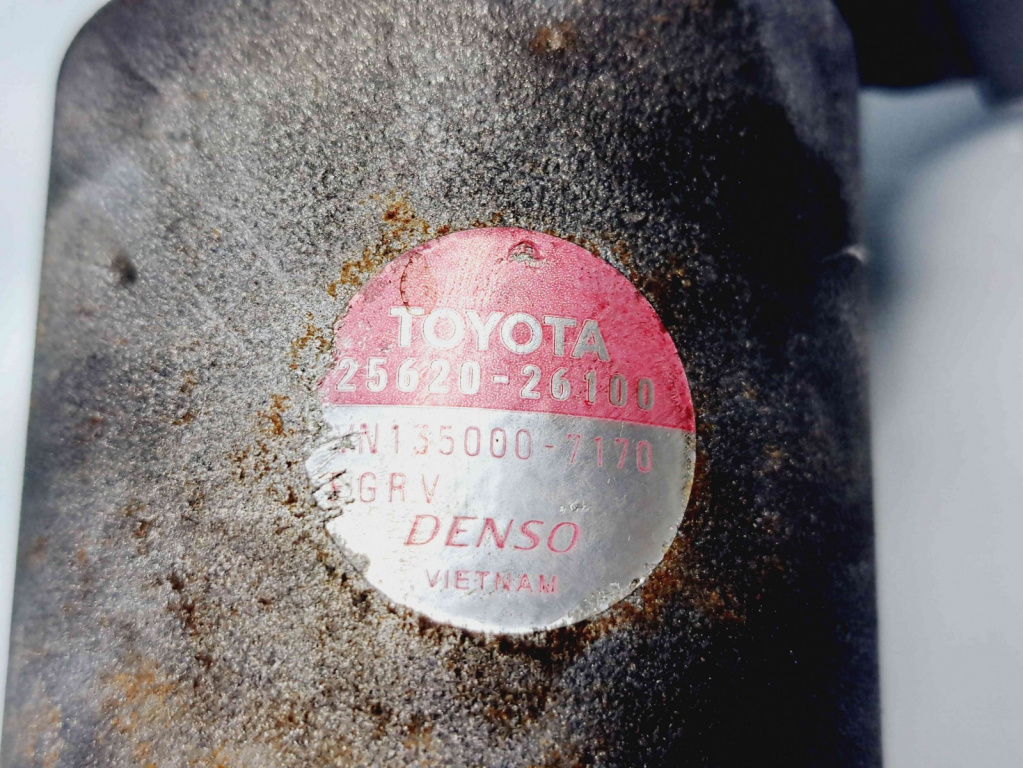 TOYOTA
25620-26100
VN135000-7170
EGRV
DENSO
VIETNAM